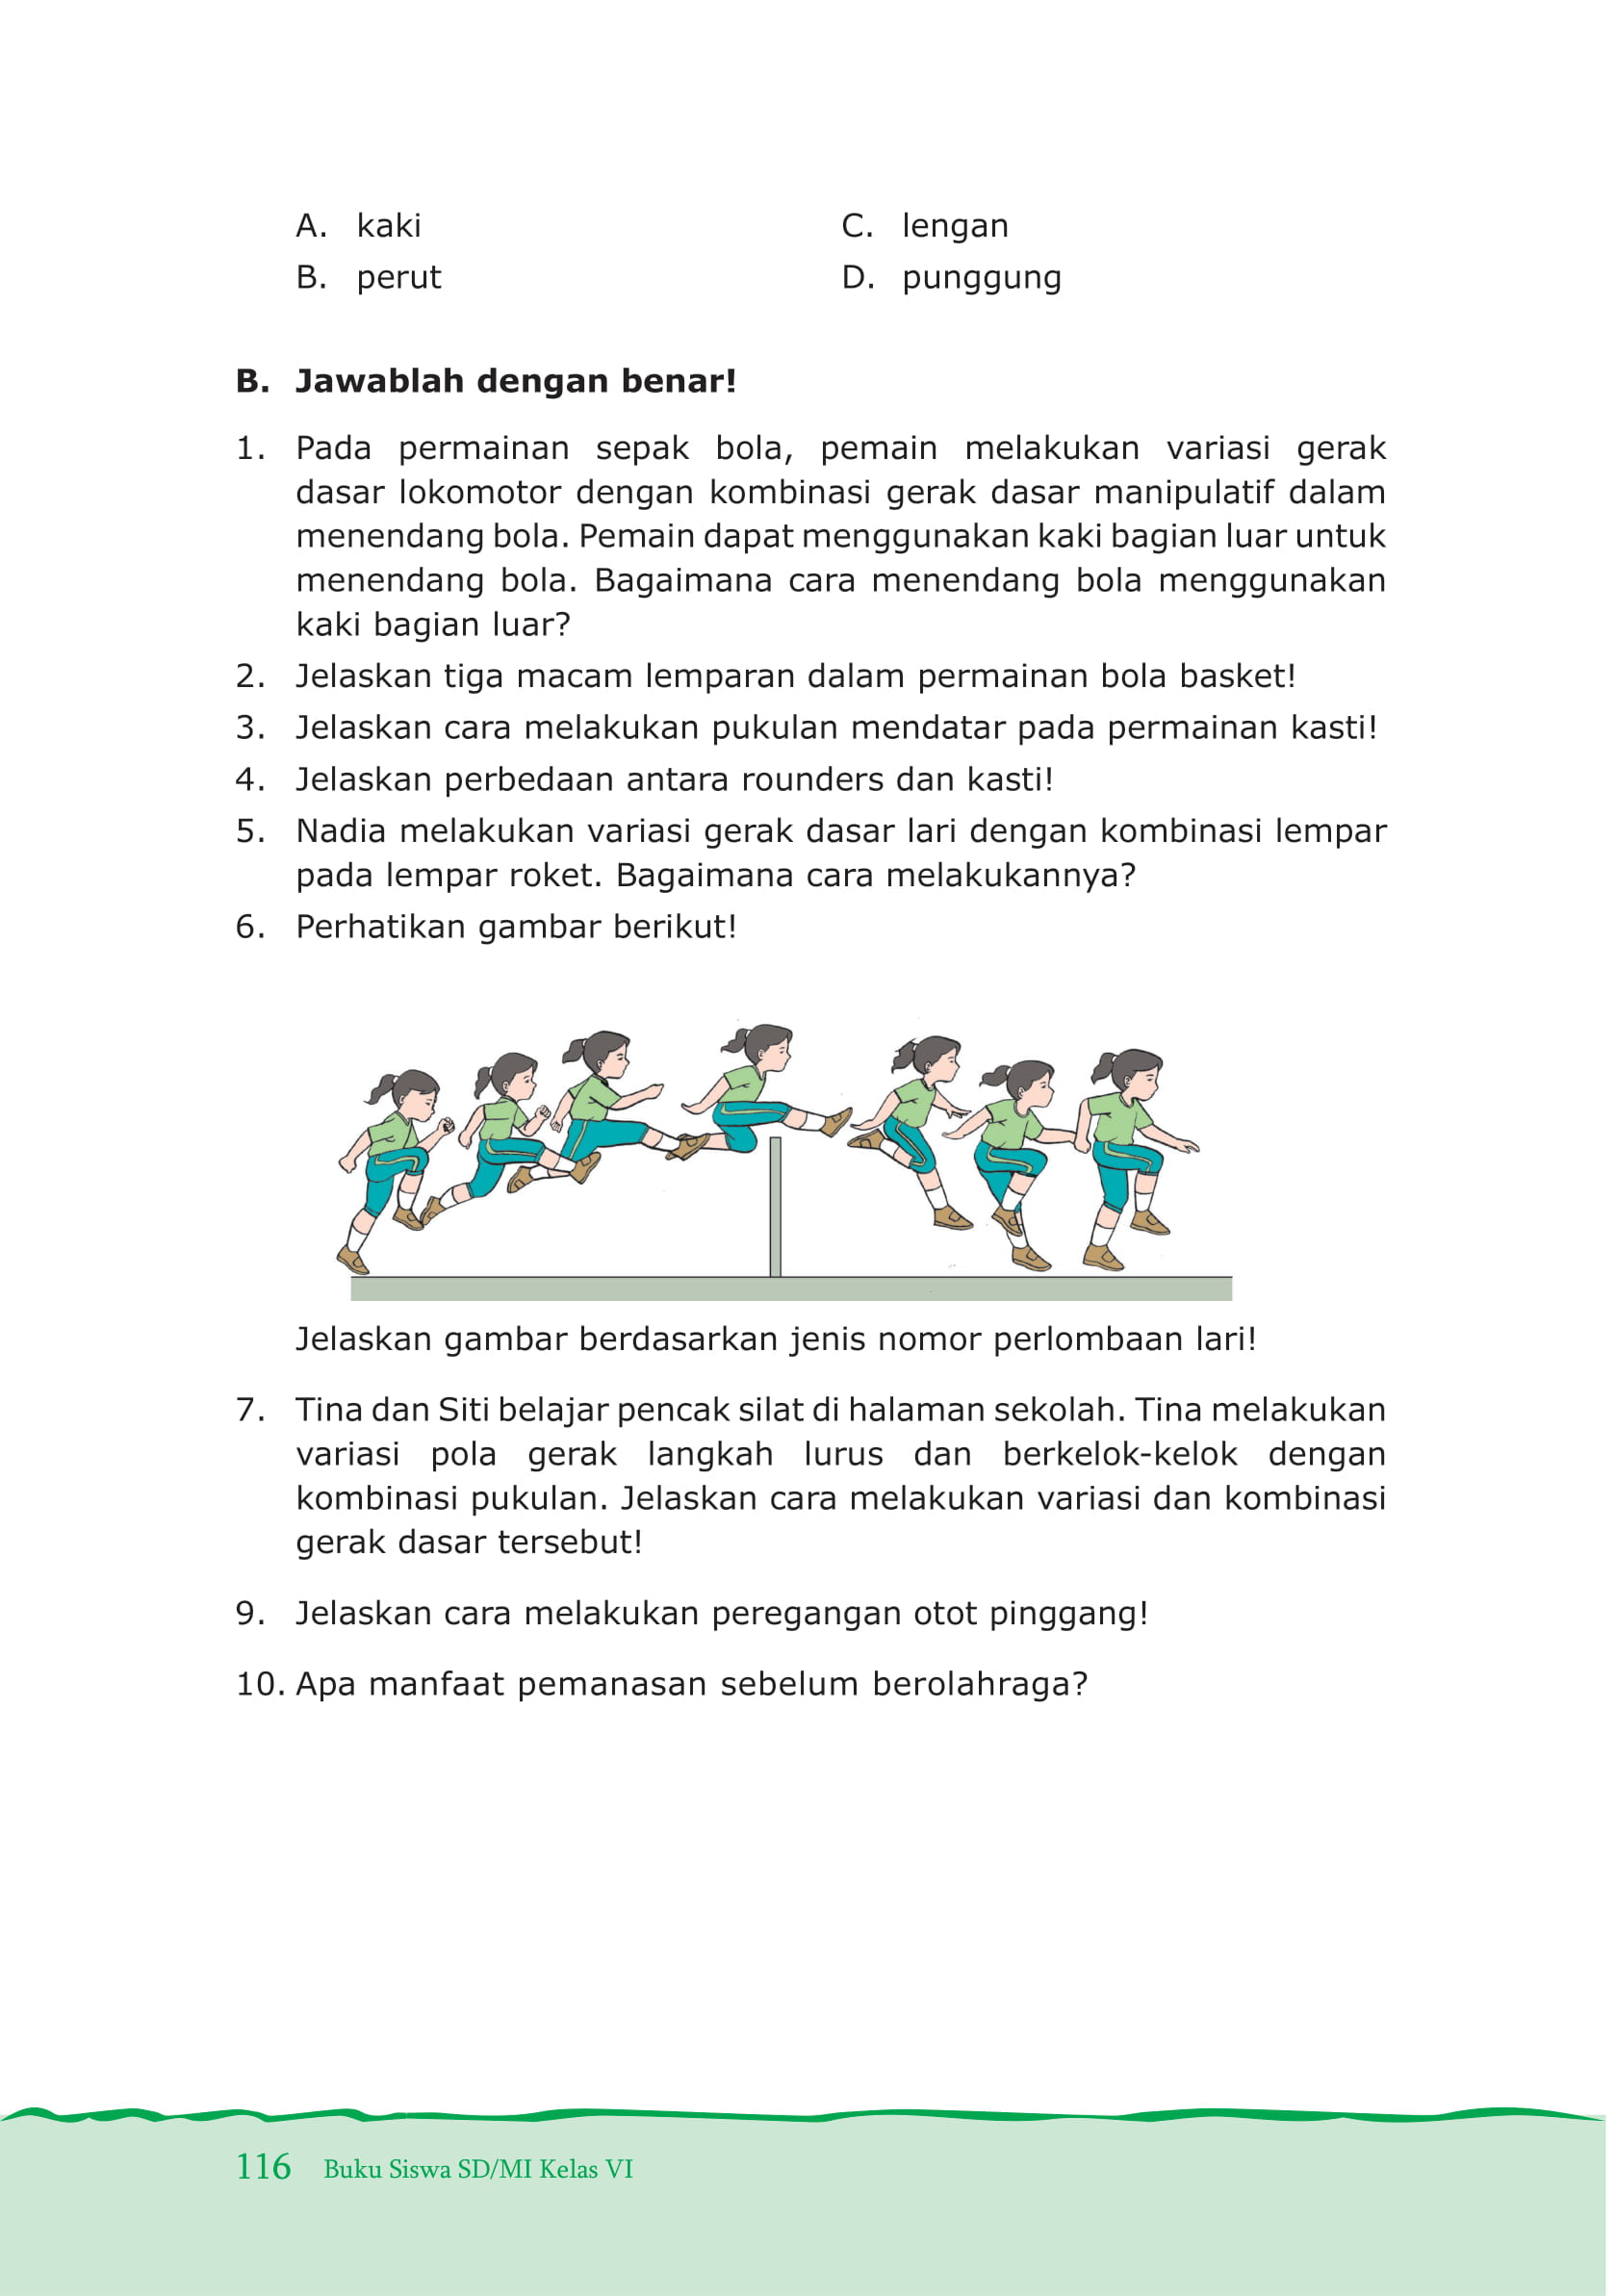 A. kaki
C. lengan
B. perut
D. punggung
B. Jawablah dengan benar!
1. Pada permainan sepak bola, pemain melakukan variasi gerak
dasar lokomotor dengan kombinasi gerak dasar manipulatif dalam
menendang bola. Pemain dapat menggunakan kaki bagian luar untuk
menendang bola. Bagaimana cara menendang bola menggunakan
kaki bagian luar?
2. Jelaskan tiga macam lemparan dalam permainan bola basket!
3. Jelaskan cara melakukan pukulan mendatar pada permainan kasti!
4. Jelaskan perbedaan antara rounders dan kasti!
5. Nadia melakukan variasi gerak dasar lari dengan kombinasi lempar
pada lempar roket. Bagaimana cara melakukannya?
6. Perhatikan gambar berikut!
Jelaskan gambar berdasarkan jenis nomor perlombaan lari!
7. Tina dan Siti belajar pencak silat di halaman sekolah. Tina melakukan
variasi pola gerak langkah lurus dan berkelok-kelok dengan
kombinasi pukulan. Jelaskan cara melakukan variasi dan kombinasi
gerak dasar tersebut!
9. Jelaskan cara melakukan peregangan otot pinggang!
10. Apa manfaat pemanasan sebelum berolahraga?
116 Buku Siswa SD/MI Kelas VI